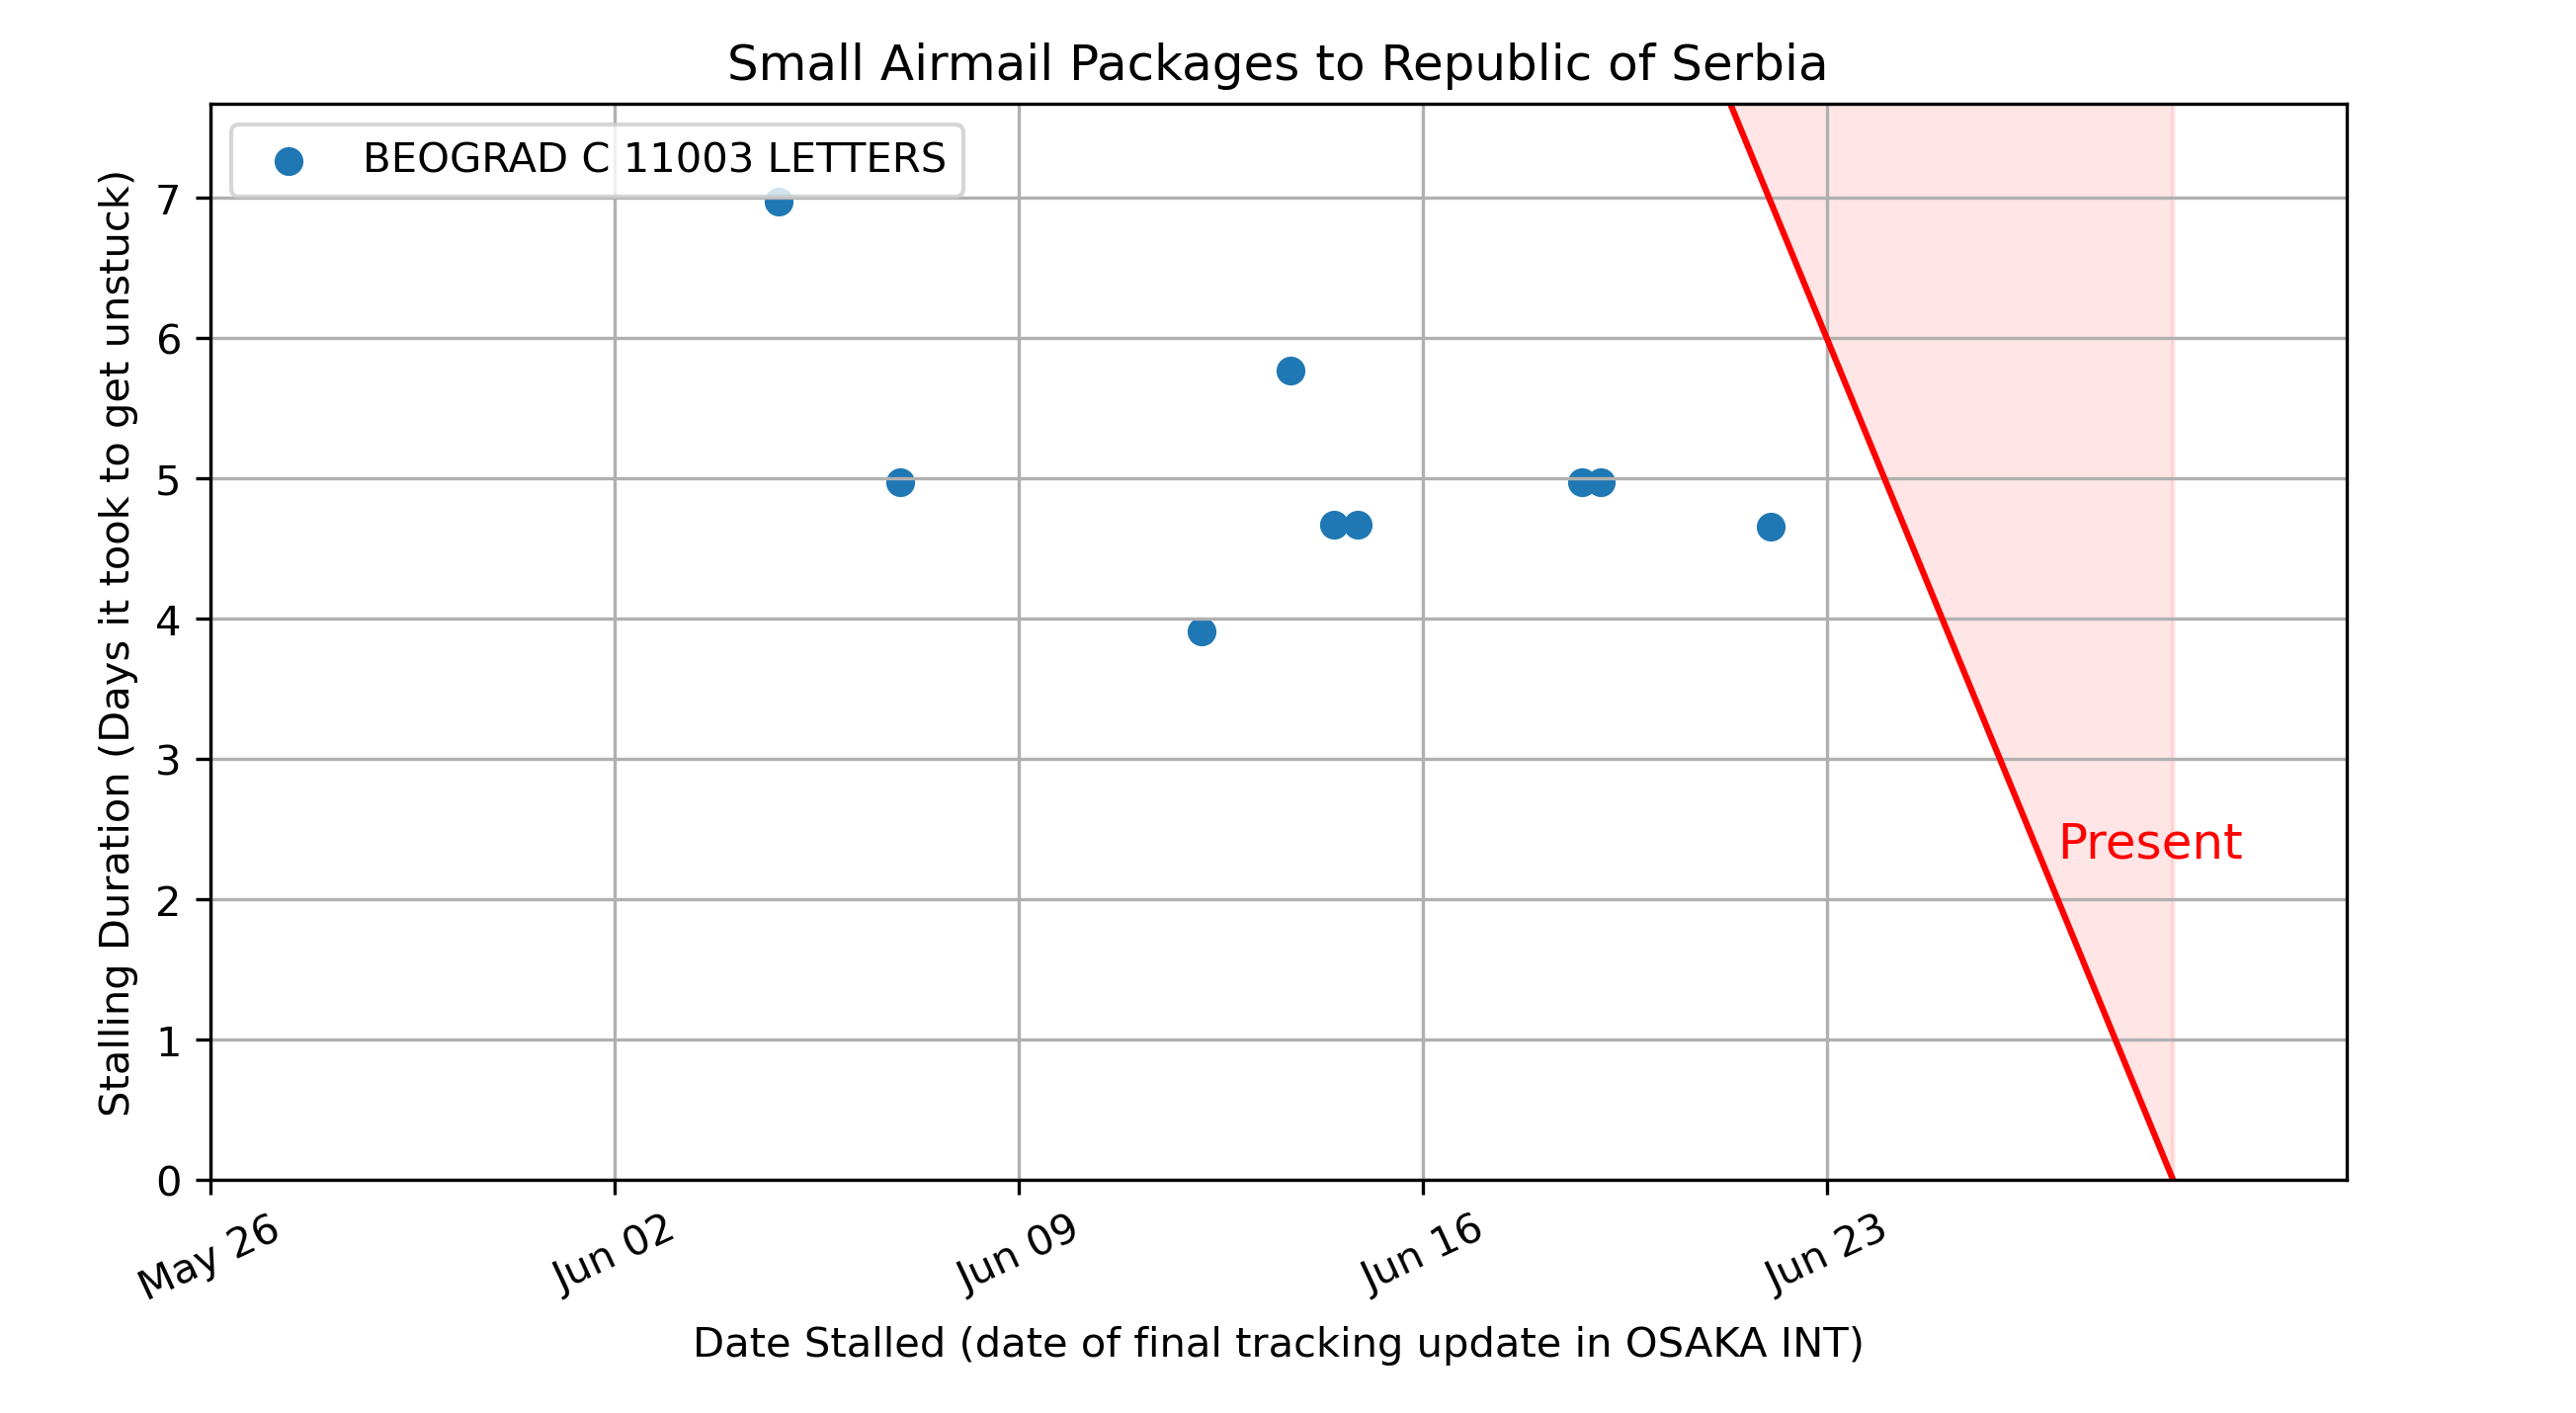 Small Airmail Packages to Republic of Serbia
BEOGRAD C 11003 LETTERS
Stalling Duration (Days it took to get unstuck)
7
6
5
4
3
2
1
0
Present
May 26
Jun 02
Jun 09
Jun 16
Jun 23
Date Stalled (date of final tracking update in OSAKA INT)